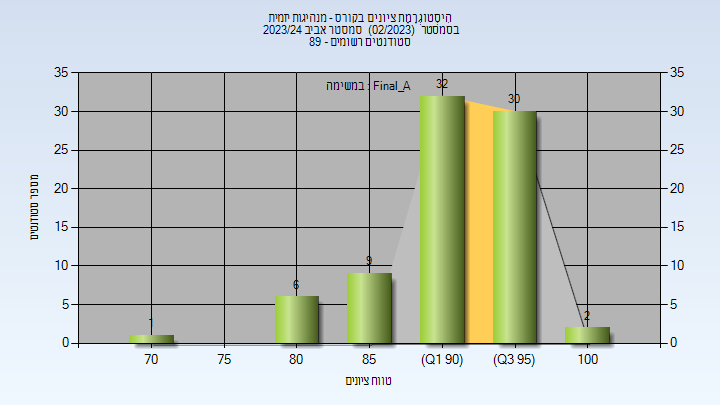 היסטוגרמת ציונים בקורס - מנהיגות יזמית
בסמסטר (02/2023) סמסטר אביב 2023/24
סטודנטים רשומים - 89
במשימה : Final_A
35 35
30 30
25 25
20 20
15 15
10 10
5 5
0 0
1 6 9 32 30 2
מספר סטודנטים
70 75 80 85 (Q1 90) (Q3 95) 100
טווח ציונים